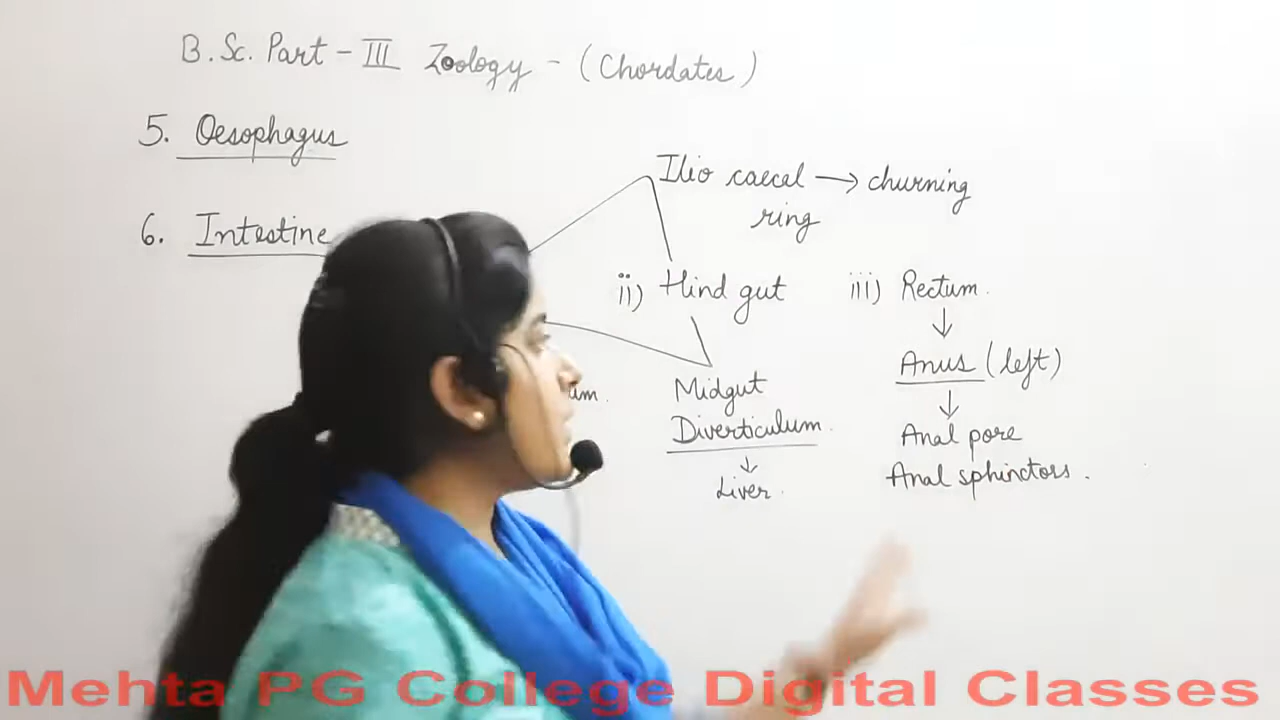 B.Sc. Part - III Zoology - (Chordates)
5. Oesophagus
6. Intestine
Ilio caecal → churning
ring
ii) Hind gut
iii) Rectum.
↓
Anus (left)
↓
Anal pore
Anal sphinctors.
Midgut
Diverticulum.
↓
Liver.
Mehta PG College Digital Classes